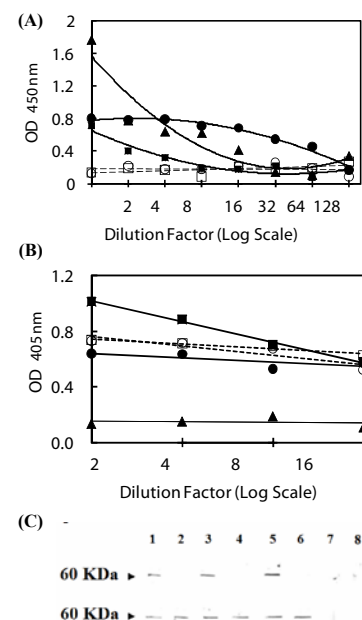 (A)
2
1.6
1.2
0.8
0.4
0
OD 450 nm
2 4 8 16 32 64 128
Dilution Factor (Log Scale)
(B)
1.2
0.8
0.4
0.0
OD 405 nm
2 4 8 16
Dilution Factor (Log Scale)
(C) -
1 2 3 4 5 6 7 8
60 KDa
60 KDa